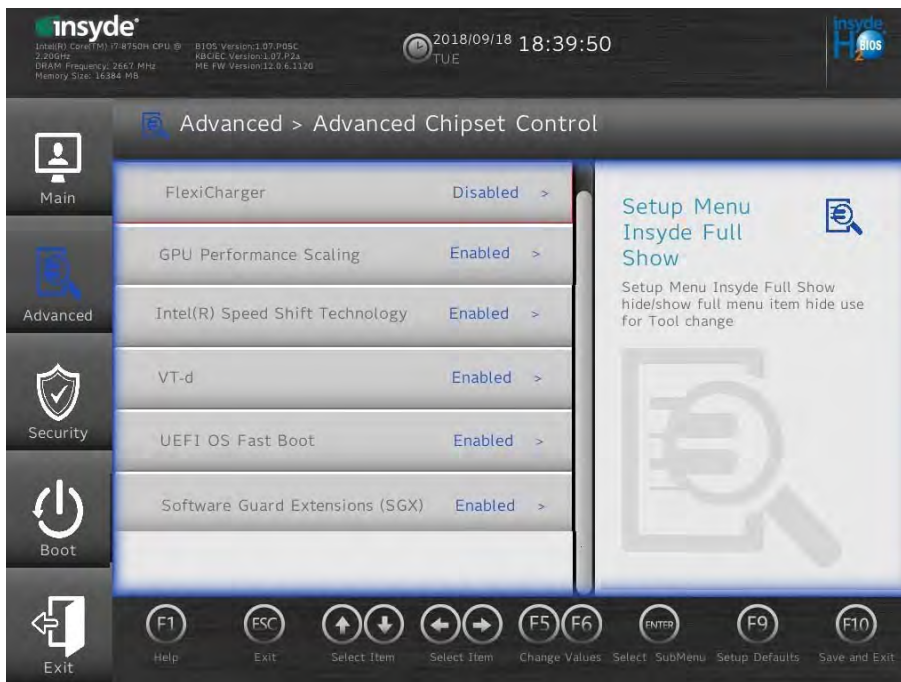 insyde®
Intel(R) Core(TM) i7-8750H CPU @
2.20GHz
DRAM Frequency: 2667 MHz
Memory Size: 16384 MB
BIOS Version:1.07.P05C
KBC/EC Version:1.07.P2a
ME FW Version:12.0.6.1120
2018/09/18
TUE
18:39:50
insyde
H2O BIOS
Advanced > Advanced Chipset Control
Main
Advanced
Security
Boot
Exit
FlexiCharger Disabled >
GPU Performance Scaling Enabled >
Intel(R) Speed Shift Technology Enabled >
VT-d Enabled >
UEFI OS Fast Boot Enabled >
Software Guard Extensions (SGX) Enabled >
Setup Menu
Insyde Full
Show
Setup Menu Insyde Full Show
hide/show full menu item hide use
for Tool change
F1
Help
ESC
Exit
Select Item
Select Item
F5 F6
Change Values
ENTER
Select SubMenu
F9
Setup Defaults
F10
Save and Exit